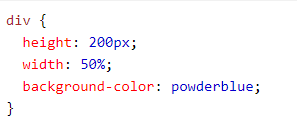 div {
  height: 200px;
  width: 50%;
  background-color: powderblue;
}